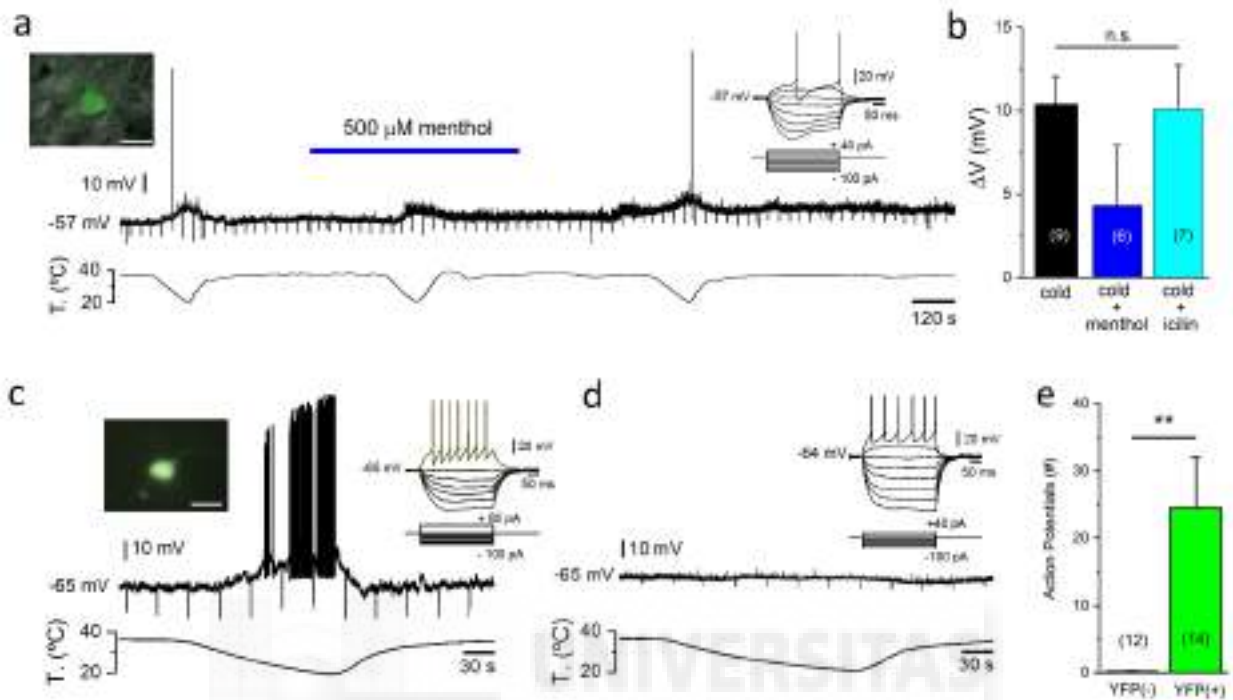 a
500 µM menthol
10 mV
-57 mV
T. (ºC)
40
20
120 s
20 mV
-57 mV
50 ms
+ 40 pA
- 100 pA
b
15
n.s.
10
ΔV (mV)
5
0
(9)
(6)
(7)
cold
cold + menthol
cold + icilin
c
10 mV
-65 mV
T. (ºC)
40
20
30 s
20 mV
-65 mV
50 ms
- 100 pA
d
10 mV
-65 mV
T. (ºC)
40
20
30 s
-64 mV
20 mV
50 ms
+40 pA
-100 pA
e
40
**
30
Action Potentials (#)
20
10
0
(12)
(14)
YFP(-)
YFP(+)
UNIVERSITAS